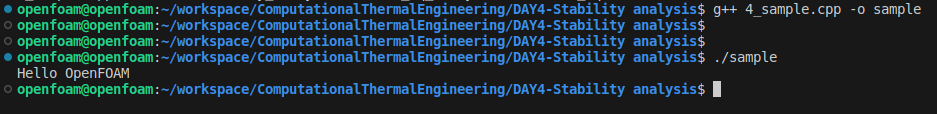 openfoam@openfoam:~/workspace/ComputationalThermalEngineering/DAY4-Stability analysis$ g++ 4_sample.cpp -o sample
openfoam@openfoam:~/workspace/ComputationalThermalEngineering/DAY4-Stability analysis$
openfoam@openfoam:~/workspace/ComputationalThermalEngineering/DAY4-Stability analysis$
openfoam@openfoam:~/workspace/ComputationalThermalEngineering/DAY4-Stability analysis$ ./sample
Hello OpenFOAM
openfoam@openfoam:~/workspace/ComputationalThermalEngineering/DAY4-Stability analysis$